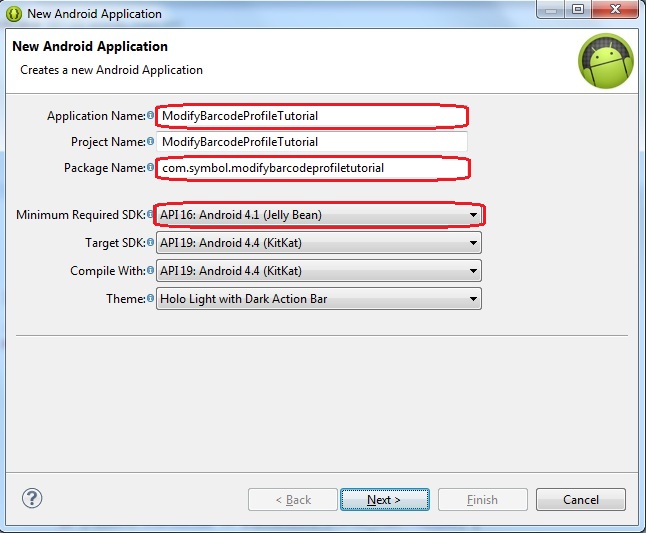 New Android Application
New Android Application
Creates a new Android Application
Application Name: ModifyBarcodeProfileTutorial
Project Name: ModifyBarcodeProfileTutorial
Package Name: com.symbol.modifybarcodeprofiletutorial
Minimum Required SDK: API 16: Android 4.1 (Jelly Bean)
Target SDK: API 19: Android 4.4 (KitKat)
Compile With: API 19: Android 4.4 (KitKat)
Theme: Holo Light with Dark Action Bar
? < Back Next > Finish Cancel